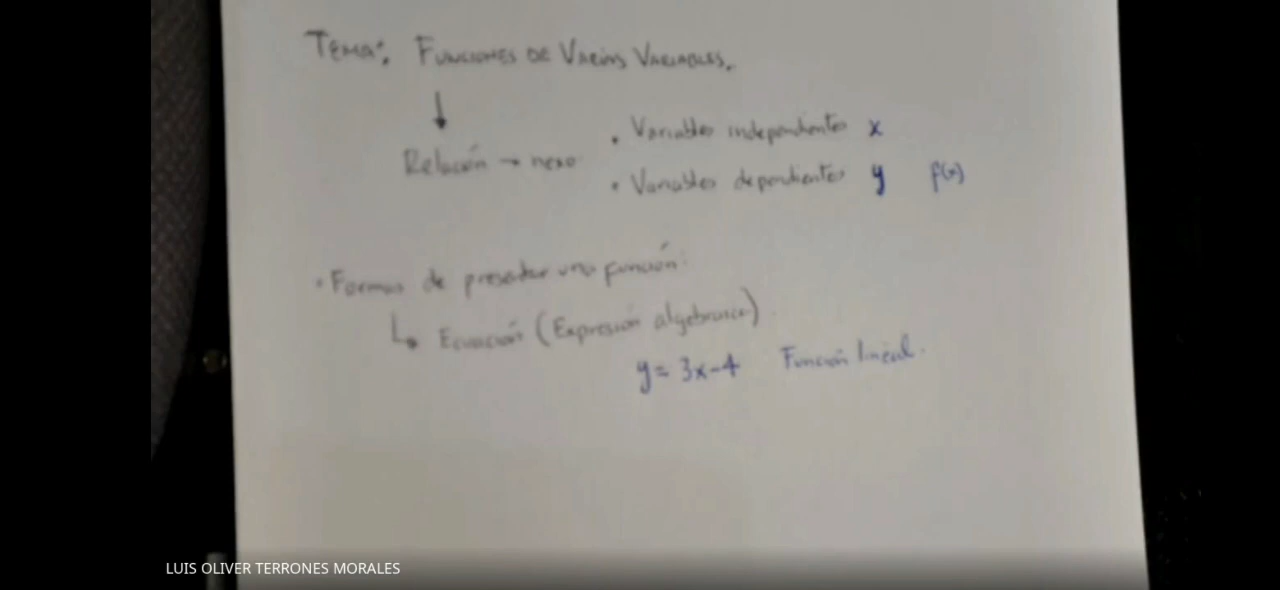 Tema: FUNCIONES DE VARIAS VARIABLES.
↓
Relación → nexo
• Variables independientes x
• Variables dependientes y f(x)
• Formas de presentar una función:
↳ Ecuación (Expresión algebraica).
y = 3x-4 Función lineal.
LUIS OLIVER TERRONES MORALES